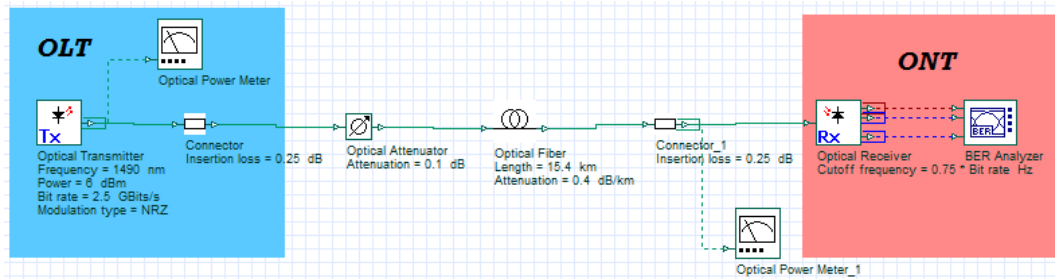 OLT
Optical Power Meter
Tx
Optical Transmitter
Frequency = 1490 nm
Power = 6 dBm
Bit rate = 2.5 GBits/s
Modulation type = NRZ
Connector
Insertion loss = 0.25 dB
Optical Attenuator
Attenuation = 0.1 dB
Optical Fiber
Length = 15.4 km
Attenuation = 0.4 dB/km
Connector_1
Insertion loss = 0.25 dB
Optical Power Meter_1
ONT
Rx
Optical Receiver
Cutoff frequency = 0.75 * Bit rate Hz
BER
BER Analyzer